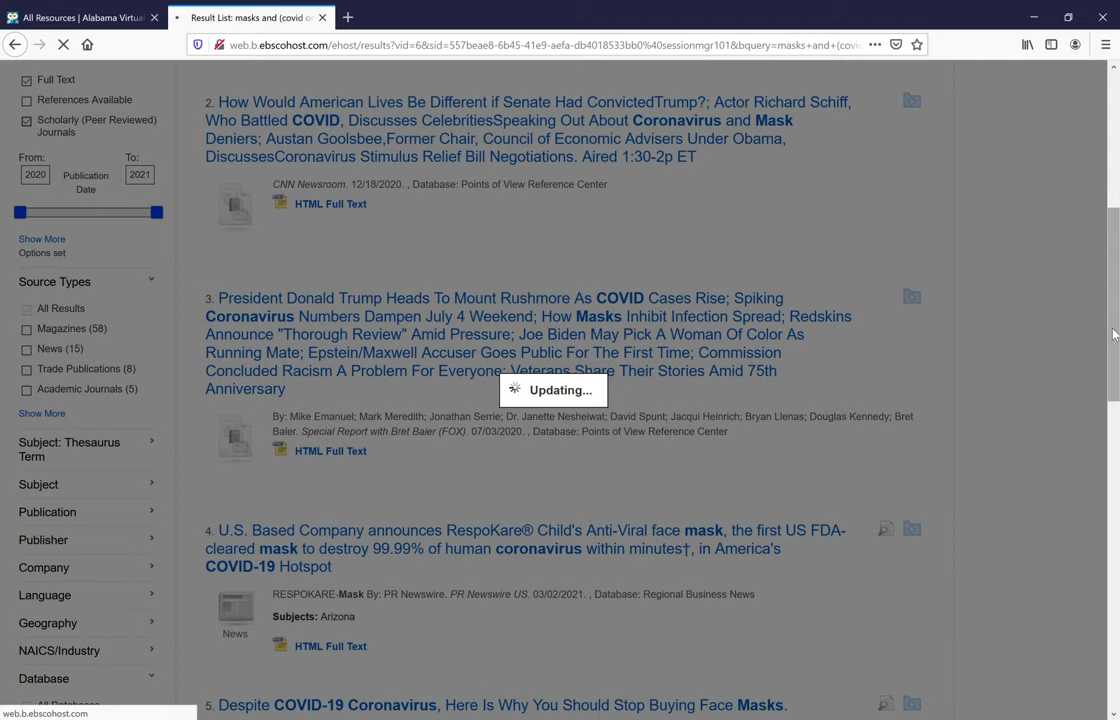 All Resources | Alabama Virtual
Result List: masks and (covid or
web.b.ebscohost.com/ehost/results?vid=6&sid=557beae8-6b45-41e9-aefa-db4018533bb0%40sessionmgr101&bquery=masks+and+(covid
Full Text
References Available
Scholarly (Peer Reviewed)
Journals
From:
To:
2020
Publication
Date
2021
Show More
Options set
Source Types
All Results
Magazines (58)
News (15)
Trade Publications (8)
Academic Journals (5)
Show More
Subject: Thesaurus
Term
Subject
Publication
Publisher
Company
Language
Geography
NAICS/Industry
Database
All Databases
2. How Would American Lives Be Different if Senate Had ConvictedTrump?; Actor Richard Schiff,
Who Battled COVID, Discusses CelebritiesSpeaking Out About Coronavirus and Mask
Deniers; Austan Goolsbee,Former Chair, Council of Economic Advisers Under Obama,
DiscussesCoronavirus Stimulus Relief Bill Negotiations. Aired 1:30-2p ET
CNN Newsroom. 12/18/2020. , Database: Points of View Reference Center
HTML Full Text
3. President Donald Trump Heads To Mount Rushmore As COVID Cases Rise; Spiking
Coronavirus Numbers Dampen July 4 Weekend; How Masks Inhibit Infection Spread; Redskins
Announce "Thorough Review" Amid Pressure; Joe Biden May Pick A Woman Of Color As
Running Mate; Epstein/Maxwell Accuser Goes Public For The First Time; Commission
Concluded Racism A Problem For Everyone; Veterans Share Their Stories Amid 75th
Anniversary
Updating...
By: Mike Emanuel; Mark Meredith; Jonathan Serrie; Dr. Janette Nesheiwat; David Spunt; Jacqui Heinrich; Bryan Llenas; Douglas Kennedy; Bret
Baier. Special Report with Bret Baier (FOX). 07/03/2020. , Database: Points of View Reference Center
HTML Full Text
4. U.S. Based Company announces RespoKare® Child's Anti-Viral face mask, the first US FDA-
cleared mask to destroy 99.99% of human coronavirus within minutes†, in America's
COVID-19 Hotspot
RESPOKARE-Mask By: PR Newswire. PR Newswire US. 03/02/2021. , Database: Regional Business News
Subjects: Arizona
News
HTML Full Text
5. Despite COVID-19 Coronavirus, Here Is Why You Should Stop Buying Face Masks.
web.b.ebscohost.com